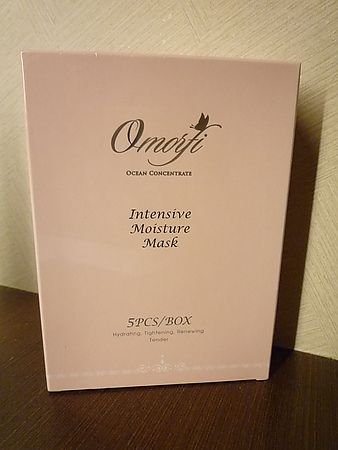 Omorfi
OCEAN CONCENTRATE
Intensive
Moisture
Mask
5PCS/BOX
Hydrating, Tightening, Renewing
Tender